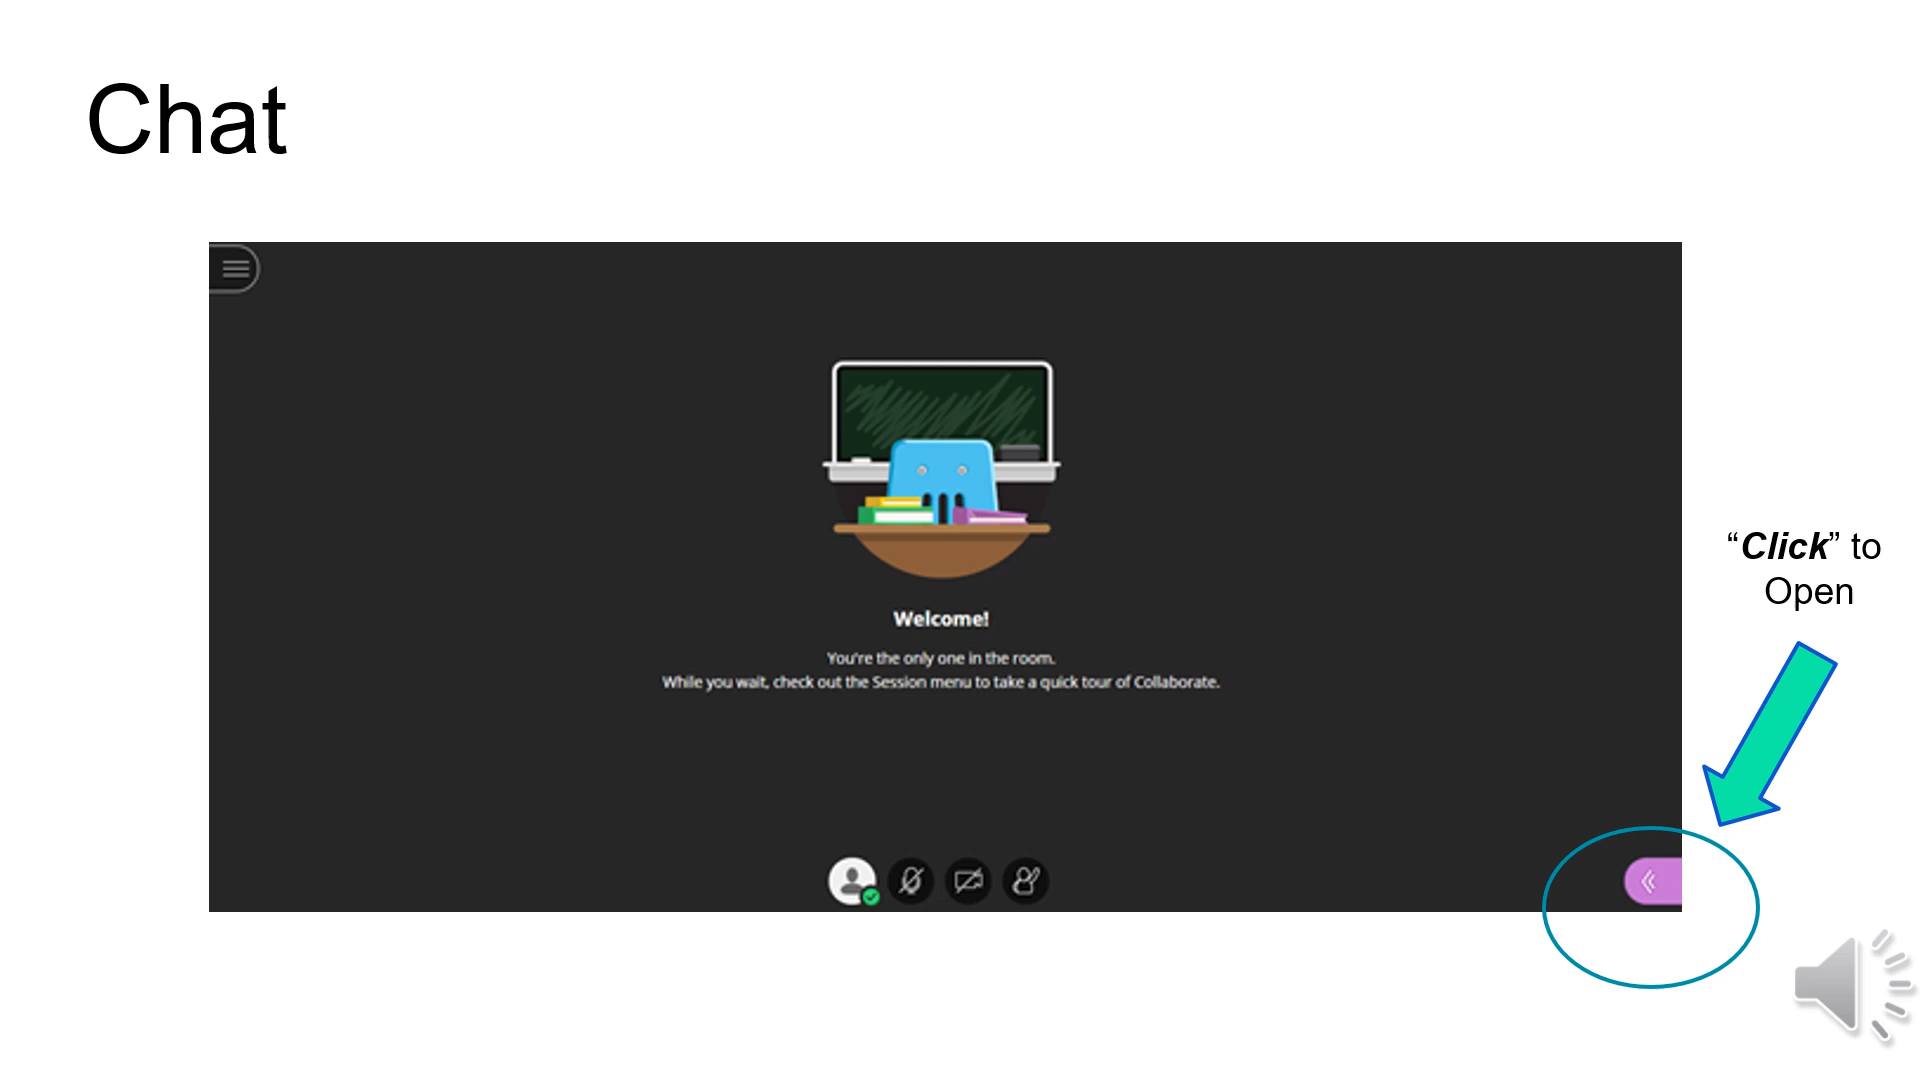 Chat
Welcome!
You're the only one in the room.
While you wait, check out the Session menu to take a quick tour of Collaborate.
“Click” to
Open